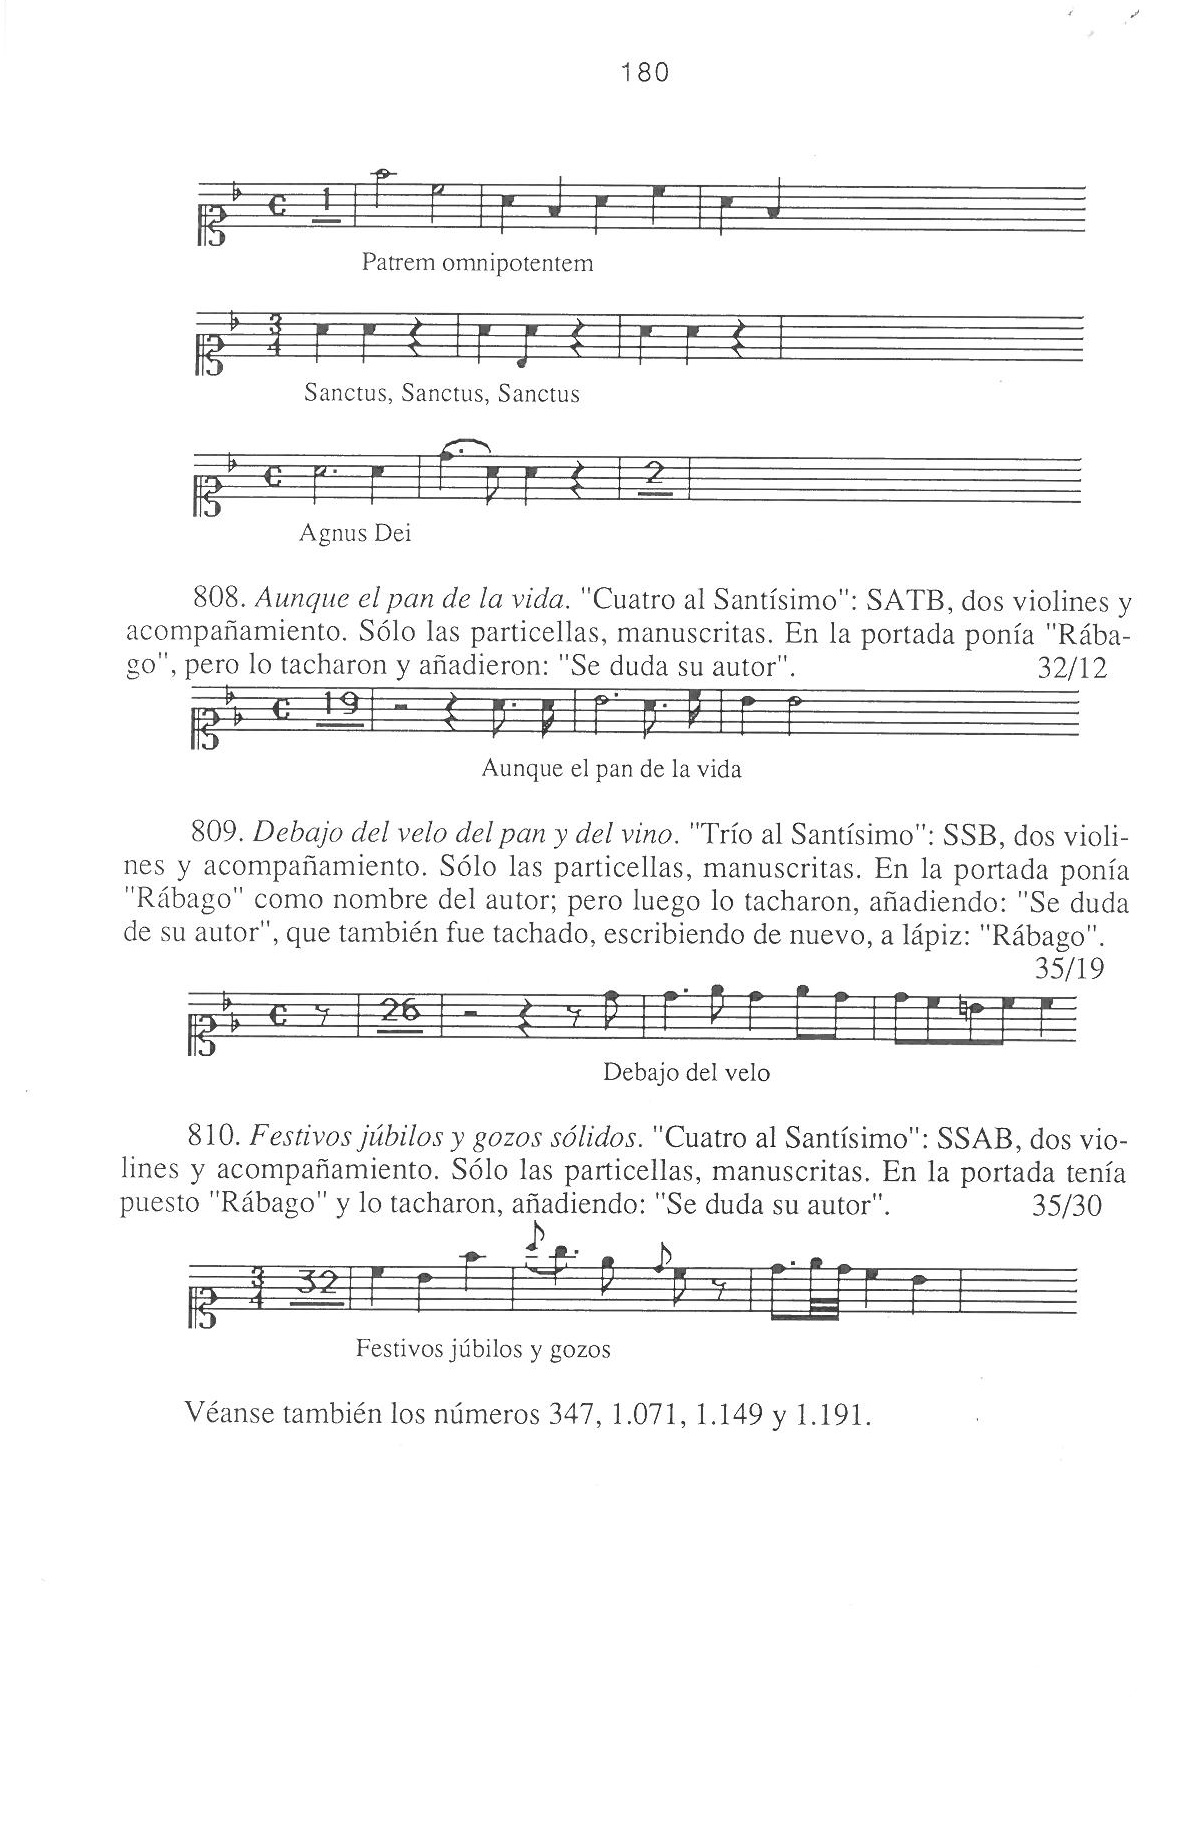 180
1
Patrem omnipotentem
3
4
Sanctus, Sanctus, Sanctus
2
Agnus Dei
808. Aunque el pan de la vida. "Cuatro al Santísimo": SATB, dos violines y
acompañamiento. Sólo las particellas, manuscritas. En la portada ponía "Rába-
go", pero lo tacharon y añadieron: "Se duda su autor". 32/12
19
Aunque el pan de la vida
809. Debajo del velo del pan y del vino. "Trío al Santísimo": SSB, dos violi-
nes y acompañamiento. Sólo las particellas, manuscritas. En la portada ponía
"Rábago" como nombre del autor; pero luego lo tacharon, añadiendo: "Se duda
de su autor", que también fue tachado, escribiendo de nuevo, a lápiz: "Rábago".
35/19
26
Debajo del velo
810. Festivos júbilos y gozos sólidos. "Cuatro al Santísimo": SSAB, dos vio-
lines y acompañamiento. Sólo las particellas, manuscritas. En la portada tenía
puesto "Rábago" y lo tacharon, añadiendo: "Se duda su autor". 35/30
3
4
32
Festivos júbilos y gozos
Véanse también los números 347, 1.071, 1.149 y 1.191.